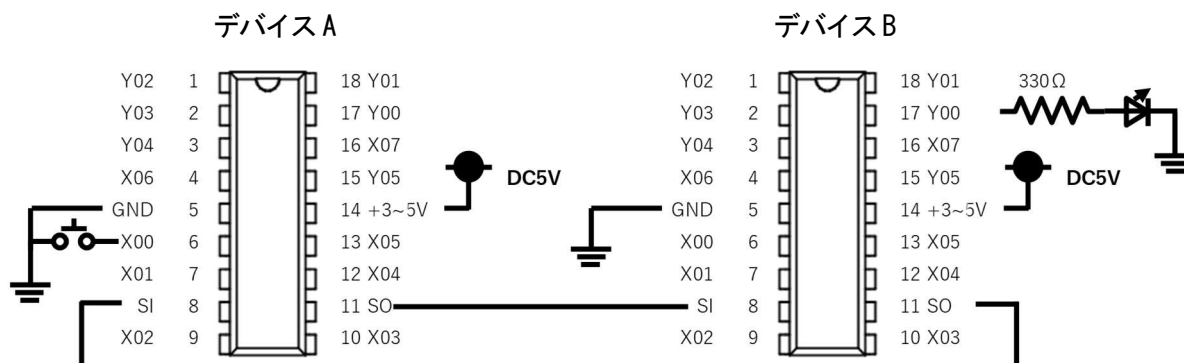 デバイスA
Y02 1 18 Y01
Y03 2 17 Y00
Y04 3 16 X07
X06 4 15 Y05
DC5V
GND 5 14 +3~5V
X00 6 13 X05
X01 7 12 X04
SI 8 11 SO
X02 9 10 X03
デバイスB
Y02 1 18 Y01
330Ω
Y03 2 17 Y00
Y04 3 16 X07
X06 4 15 Y05
DC5V
GND 5 14 +3~5V
X00 6 13 X05
X01 7 12 X04
SI 8 11 SO
X02 9 10 X03